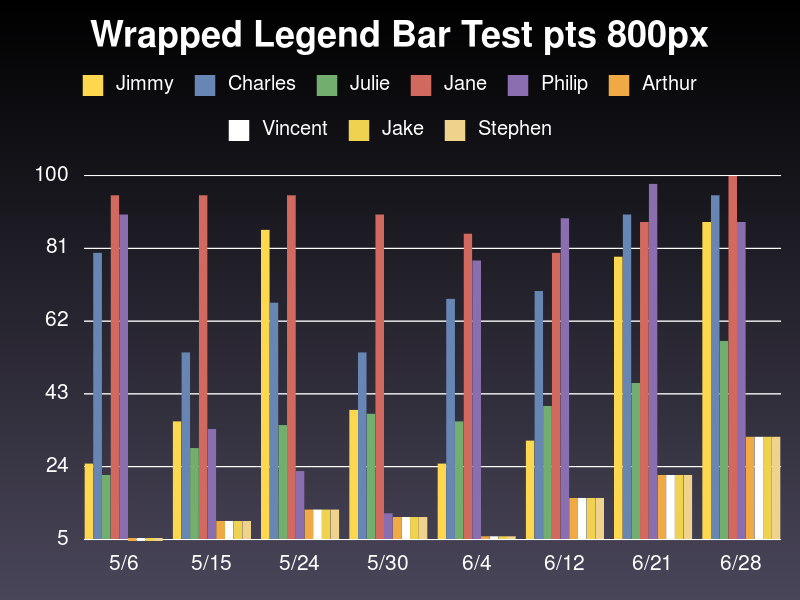 Wrapped Legend Bar Test pts 800px
Jimmy Charles Julie Jane Philip Arthur
Vincent Jake Stephen
100
81
62
43
24
5
5/6 5/15 5/24 5/30 6/4 6/12 6/21 6/28